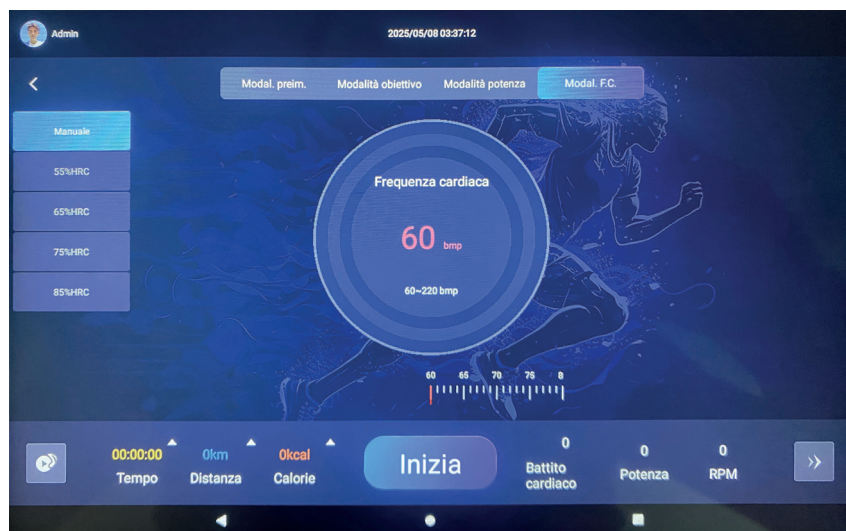 Admin
2025/05/08 03:37:12
Modal. preim. Modalità obiettivo Modalità potenza Modal. F.C.
Manuale
55%HRC
65%HRC
75%HRC
85%HRC
Frequenza cardiaca
60 bmp
60~220 bmp
60 65 70 75 8
00:00:00
Tempo
0km
Distanza
0kcal
Calorie
Inizia
0
Battito
cardiaco
0
Potenza
0
RPM